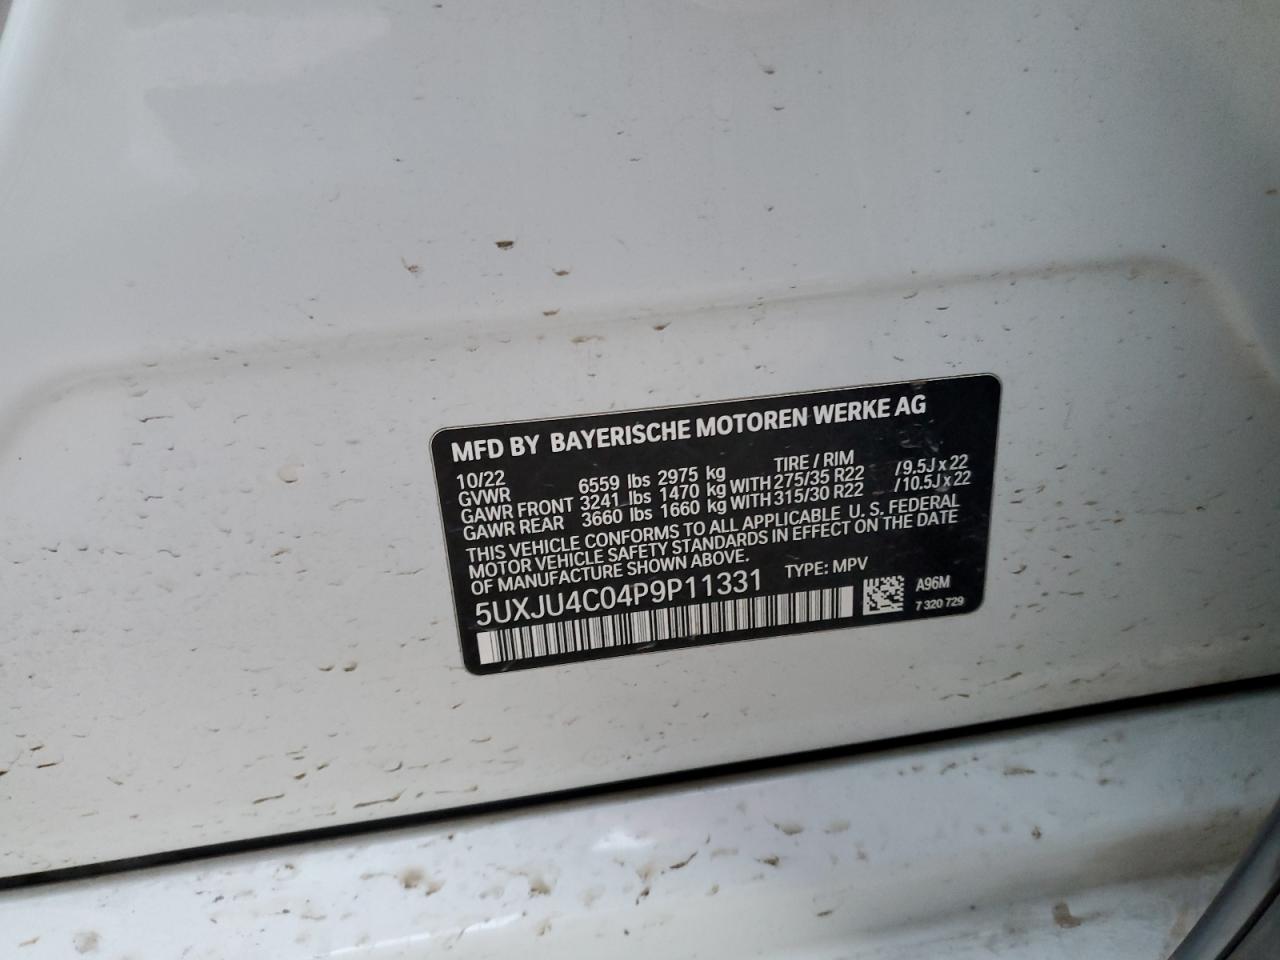 MFD BY BAYERISCHE MOTOREN WERKE AG
10/22 TIRE / RIM
GVWR 6559 lbs 2975 kg
GAWR FRONT 3241 lbs 1470 kg WITH 275/35 R22 / 9.5J x 22
GAWR REAR 3660 lbs 1660 kg WITH 315/30 R22 / 10.5J x 22
THIS VEHICLE CONFORMS TO ALL APPLICABLE U. S. FEDERAL
MOTOR VEHICLE SAFETY STANDARDS IN EFFECT ON THE DATE
OF MANUFACTURE SHOWN ABOVE.
5UXJU4C04P9P11331 TYPE: MPV
A96M
7 320 729